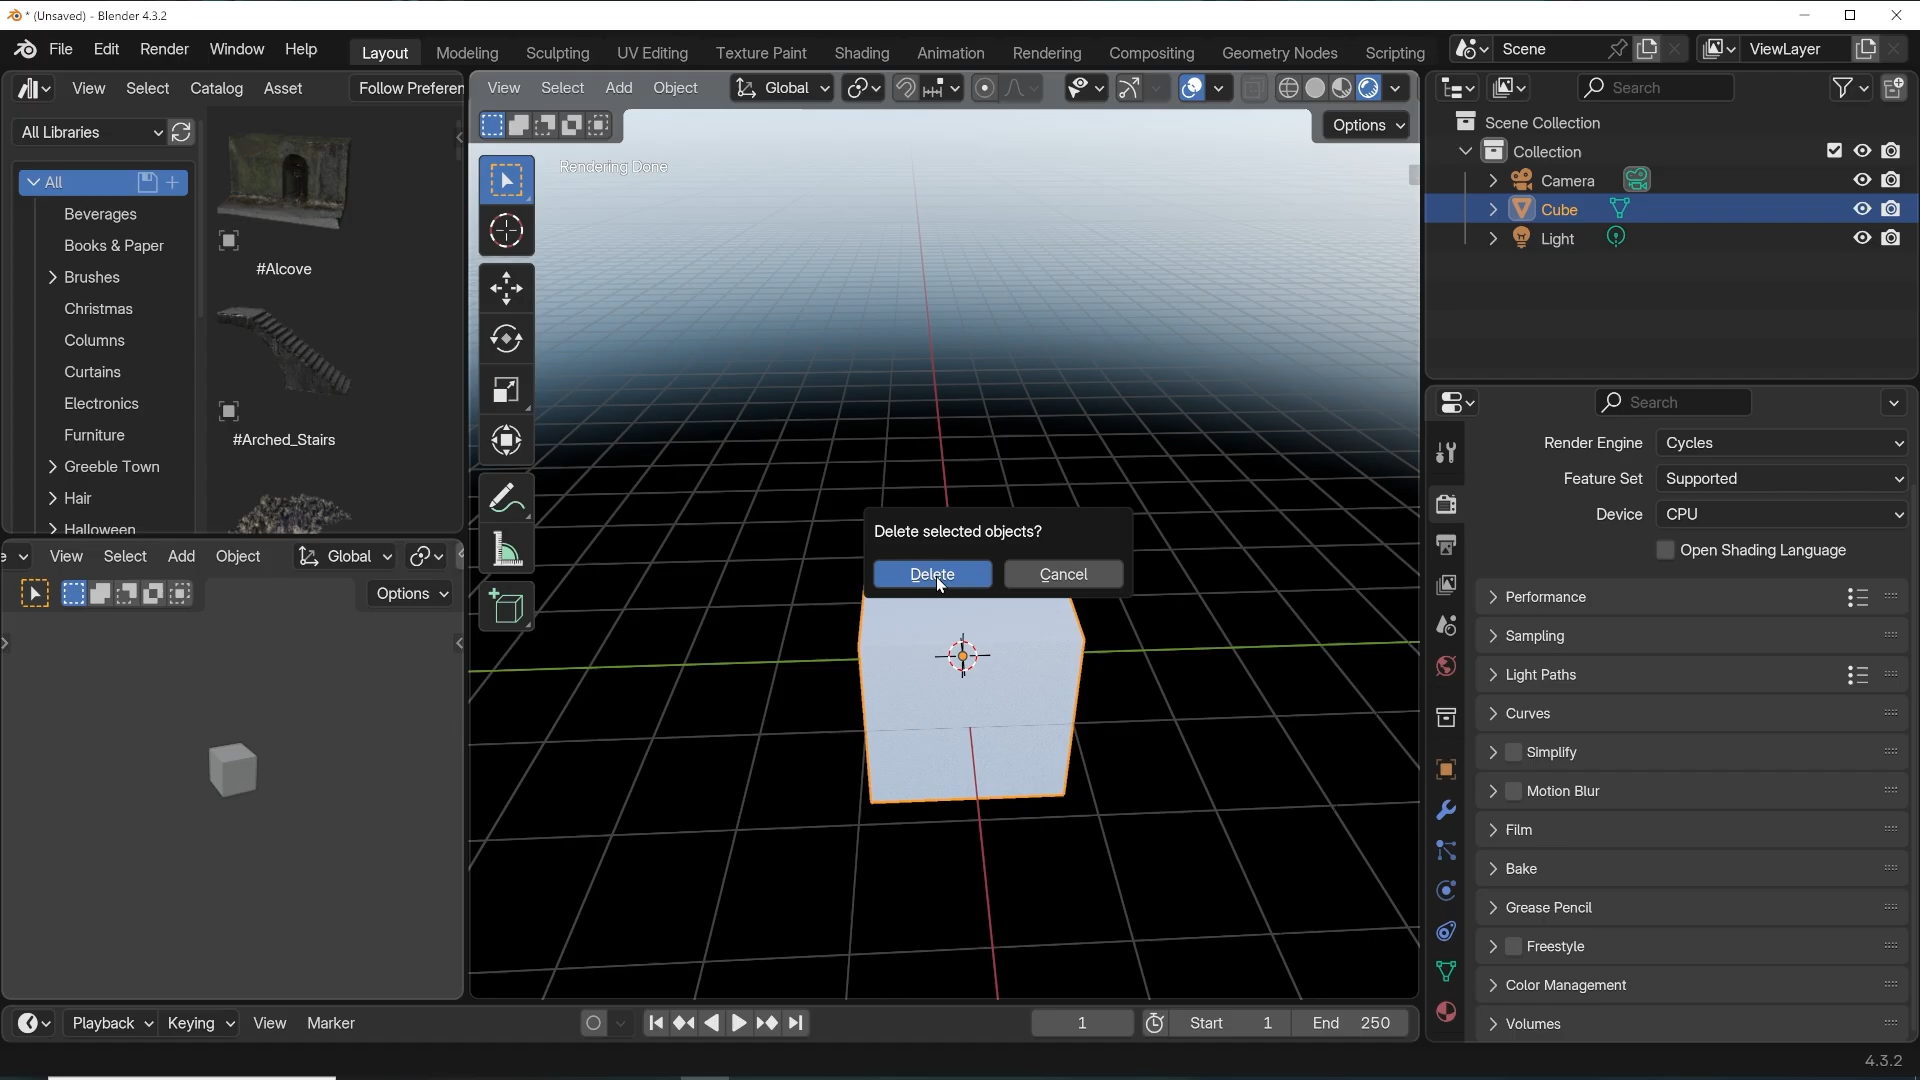 * (Unsaved) - Blender 4.3.2
File Edit Render Window Help
Layout Modeling Sculpting UV Editing Texture Paint Shading Animation Rendering Compositing Geometry Nodes Scripting
Scene
ViewLayer
View Select Catalog Asset Follow Preferen
All Libraries
All
Beverages
Books & Paper
Brushes
Christmas
Columns
Curtains
Electronics
Furniture
Greeble Town
Hair
Halloween
#Alcove
#Arched_Stairs
View Select Add Object Global
Options
Rendering Done
Delete selected objects?
Delete Cancel
e View Select Add Object Global
Options
Search
Scene Collection
Collection
Camera
Cube
Light
Search
Render Engine Cycles
Feature Set Supported
Device CPU
Open Shading Language
Performance
Sampling
Light Paths
Curves
Simplify
Motion Blur
Film
Bake
Grease Pencil
Freestyle
Color Management
Volumes
Playback Keying View Marker
1
Start 1
End 250
4.3.2